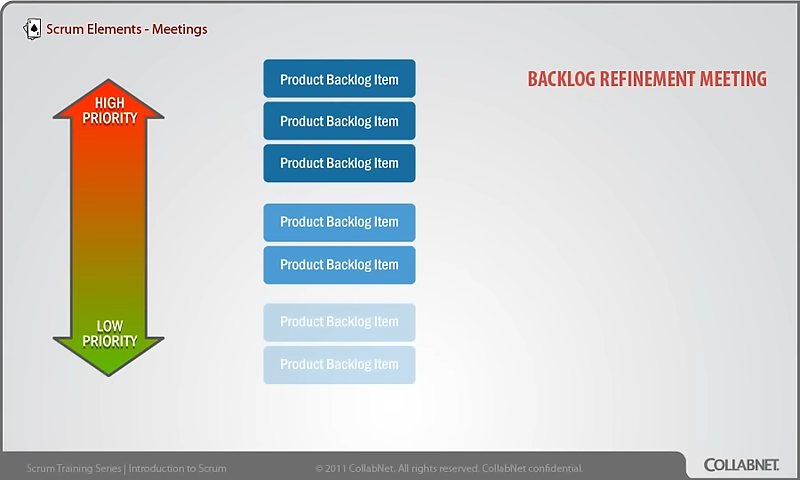 Scrum Elements - Meetings
BACKLOG REFINEMENT MEETING
HIGH
PRIORITY
LOW
PRIORITY
Product Backlog Item
Product Backlog Item
Product Backlog Item
Product Backlog Item
Product Backlog Item
Product Backlog Item
Product Backlog Item
Scrum Training Series | Introduction to Scrum
© 2011 CollabNet. All rights reserved. CollabNet confidential.
COLLABNET